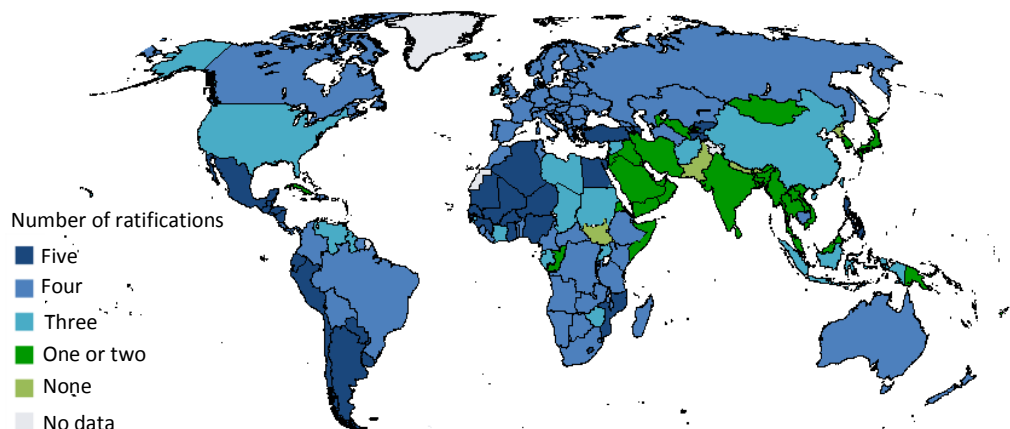 Number of ratifications
Five
Four
Three
One or two
None
No data